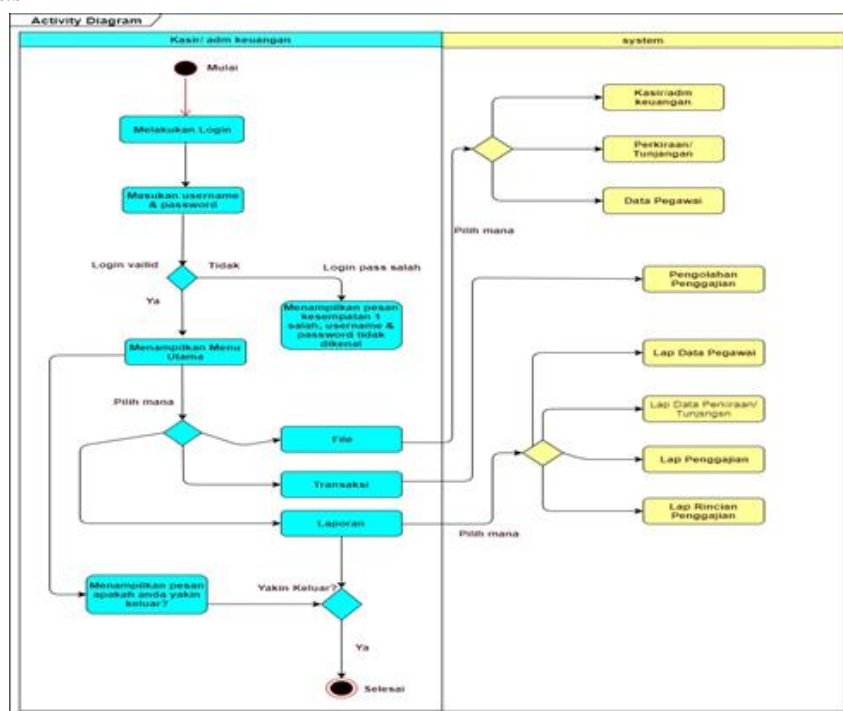 Activity Diagram
Kasir/ adm keuangan
system
Mulai
Melakukan Login
Masukan username
& password
Login vailid
Tidak
Login pass salah
Ya
Menampilkan pesan
kesempatan 1
salah, username &
password tidak
dikenal
Menampilkan Menu
Utama
Pilih mana
File
Transaksi
Laporan
Menampilkan pesan
apakah anda yakin
keluar?
Yakin Keluar?
Ya
Selesai
Kasir/adm
keuangan
Perkiraan/
Tunjangan
Data Pegawai
Pilih mana
Pengolahan
Penggajian
Lap Data Pegawai
Lap Data Perkiraan/
Tunjangan
Lap Penggajian
Lap Rincian
Penggajian
Pilih mana